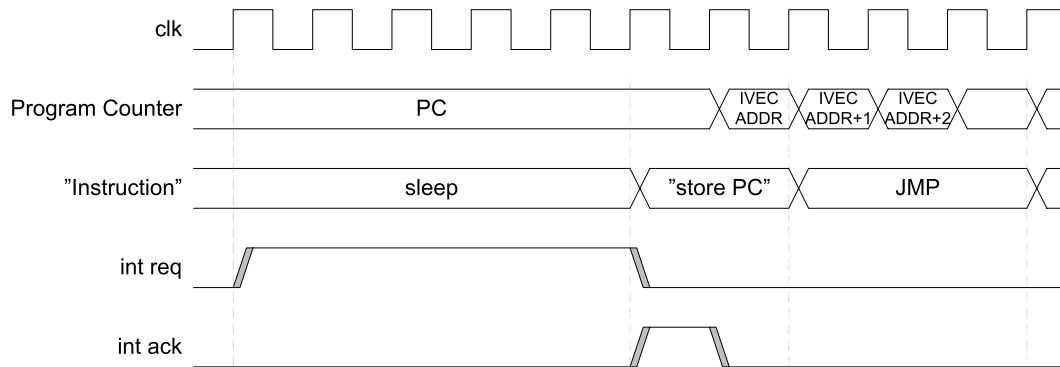 clk
Program Counter
PC
IVEC
ADDR
IVEC
ADDR+1
IVEC
ADDR+2
”Instruction”
sleep
”store PC”
JMP
int req
int ack